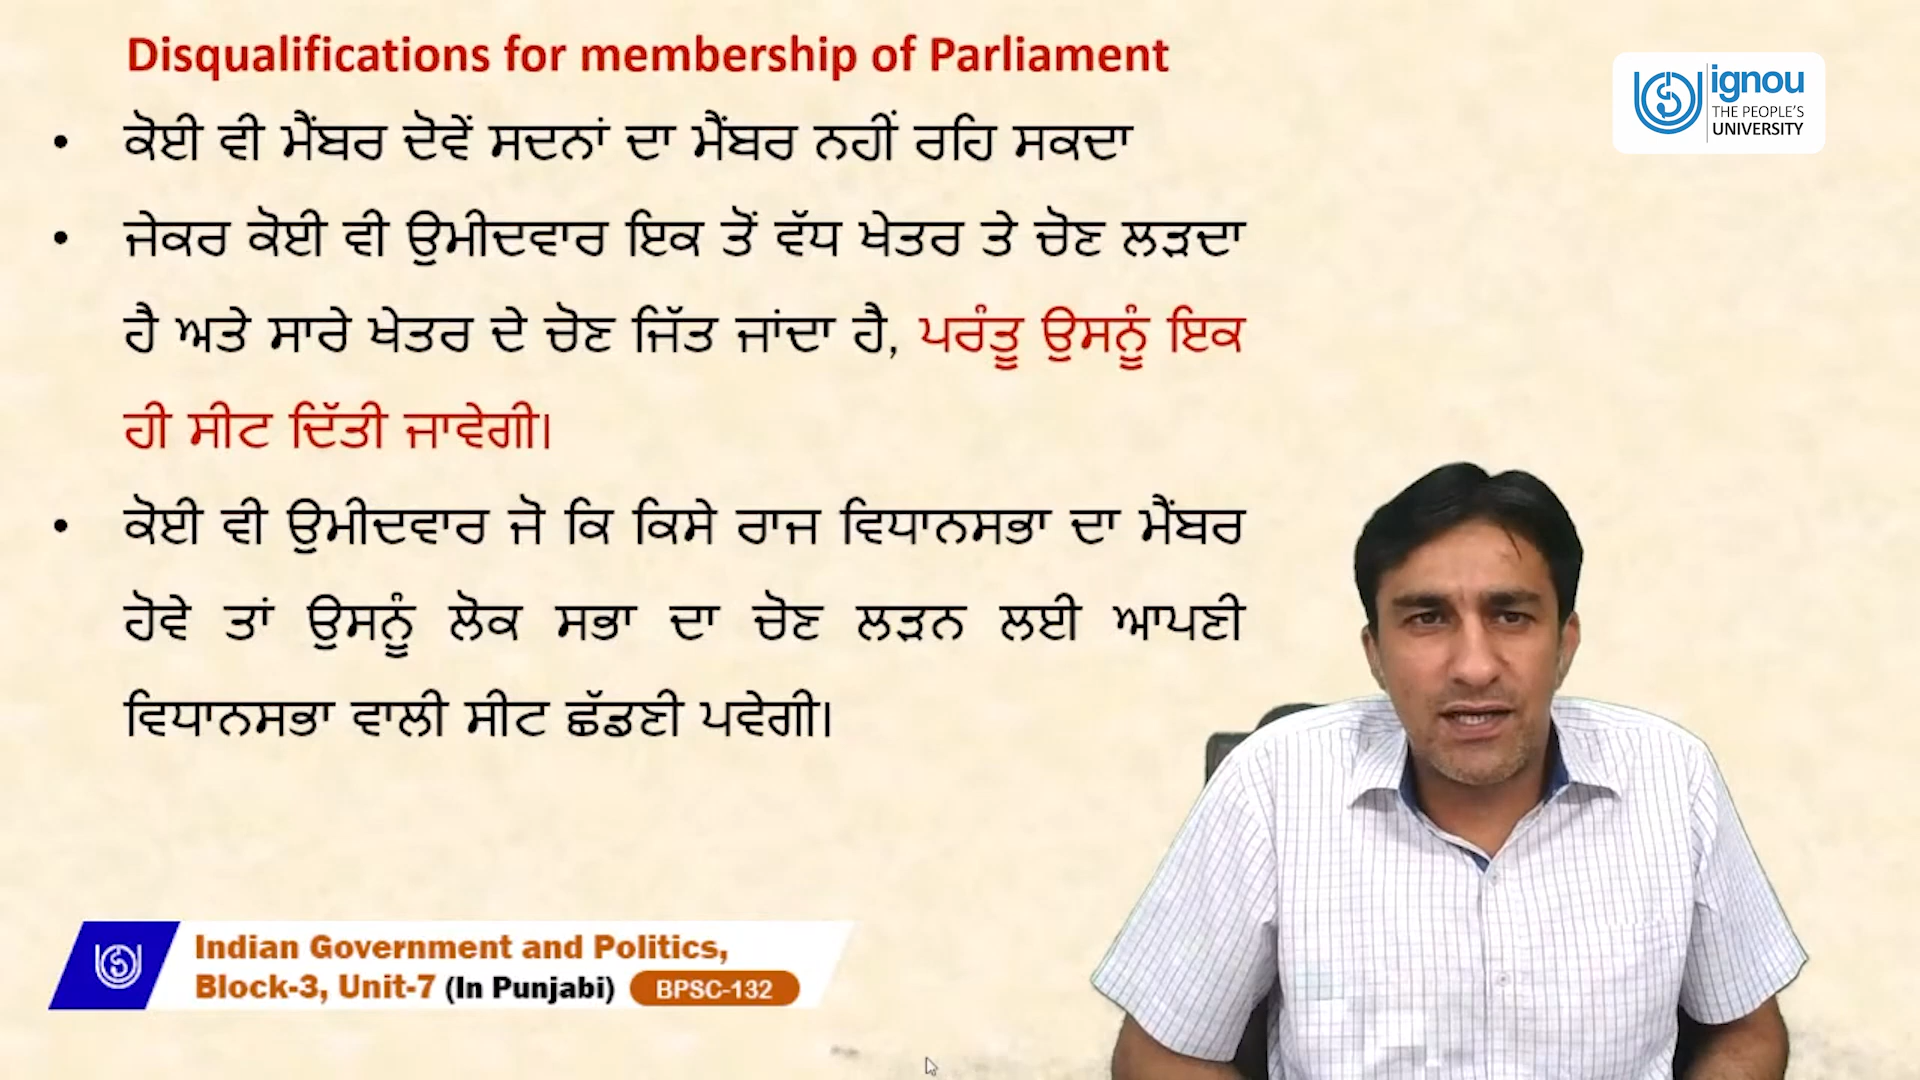 Disqualifications for membership of Parliament
• ਕੋਈ ਵੀ ਮੈਂਬਰ ਦੋਵੇਂ ਸਦਨਾਂ ਦਾ ਮੈਂਬਰ ਨਹੀਂ ਰਹਿ ਸਕਦਾ
• ਜੇਕਰ ਕੋਈ ਵੀ ਉਮੀਦਵਾਰ ਇਕ ਤੋਂ ਵੱਧ ਖੇਤਰ ਤੇ ਚੋਣ ਲੜਦਾ
ਹੈ ਅਤੇ ਸਾਰੇ ਖੇਤਰ ਦੇ ਚੋਣ ਜਿੱਤ ਜਾਂਦਾ ਹੈ, ਪਰੰਤੂ ਉਸਨੂੰ ਇਕ
ਹੀ ਸੀਟ ਦਿੱਤੀ ਜਾਵੇਗੀ।
• ਕੋਈ ਵੀ ਉਮੀਦਵਾਰ ਜੋ ਕਿ ਕਿਸੇ ਰਾਜ ਵਿਧਾਨਸਭਾ ਦਾ ਮੈਂਬਰ
ਹੋਵੇ ਤਾਂ ਉਸਨੂੰ ਲੋਕ ਸਭਾ ਦਾ ਚੋਣ ਲੜਨ ਲਈ ਆਪਣੀ
ਵਿਧਾਨਸਭਾ ਵਾਲੀ ਸੀਟ ਛੱਡਣੀ ਪਵੇਗੀ।
ignou
THE PEOPLE'S
UNIVERSITY
Indian Government and Politics,
Block-3, Unit-7 (In Punjabi) BPSC-132